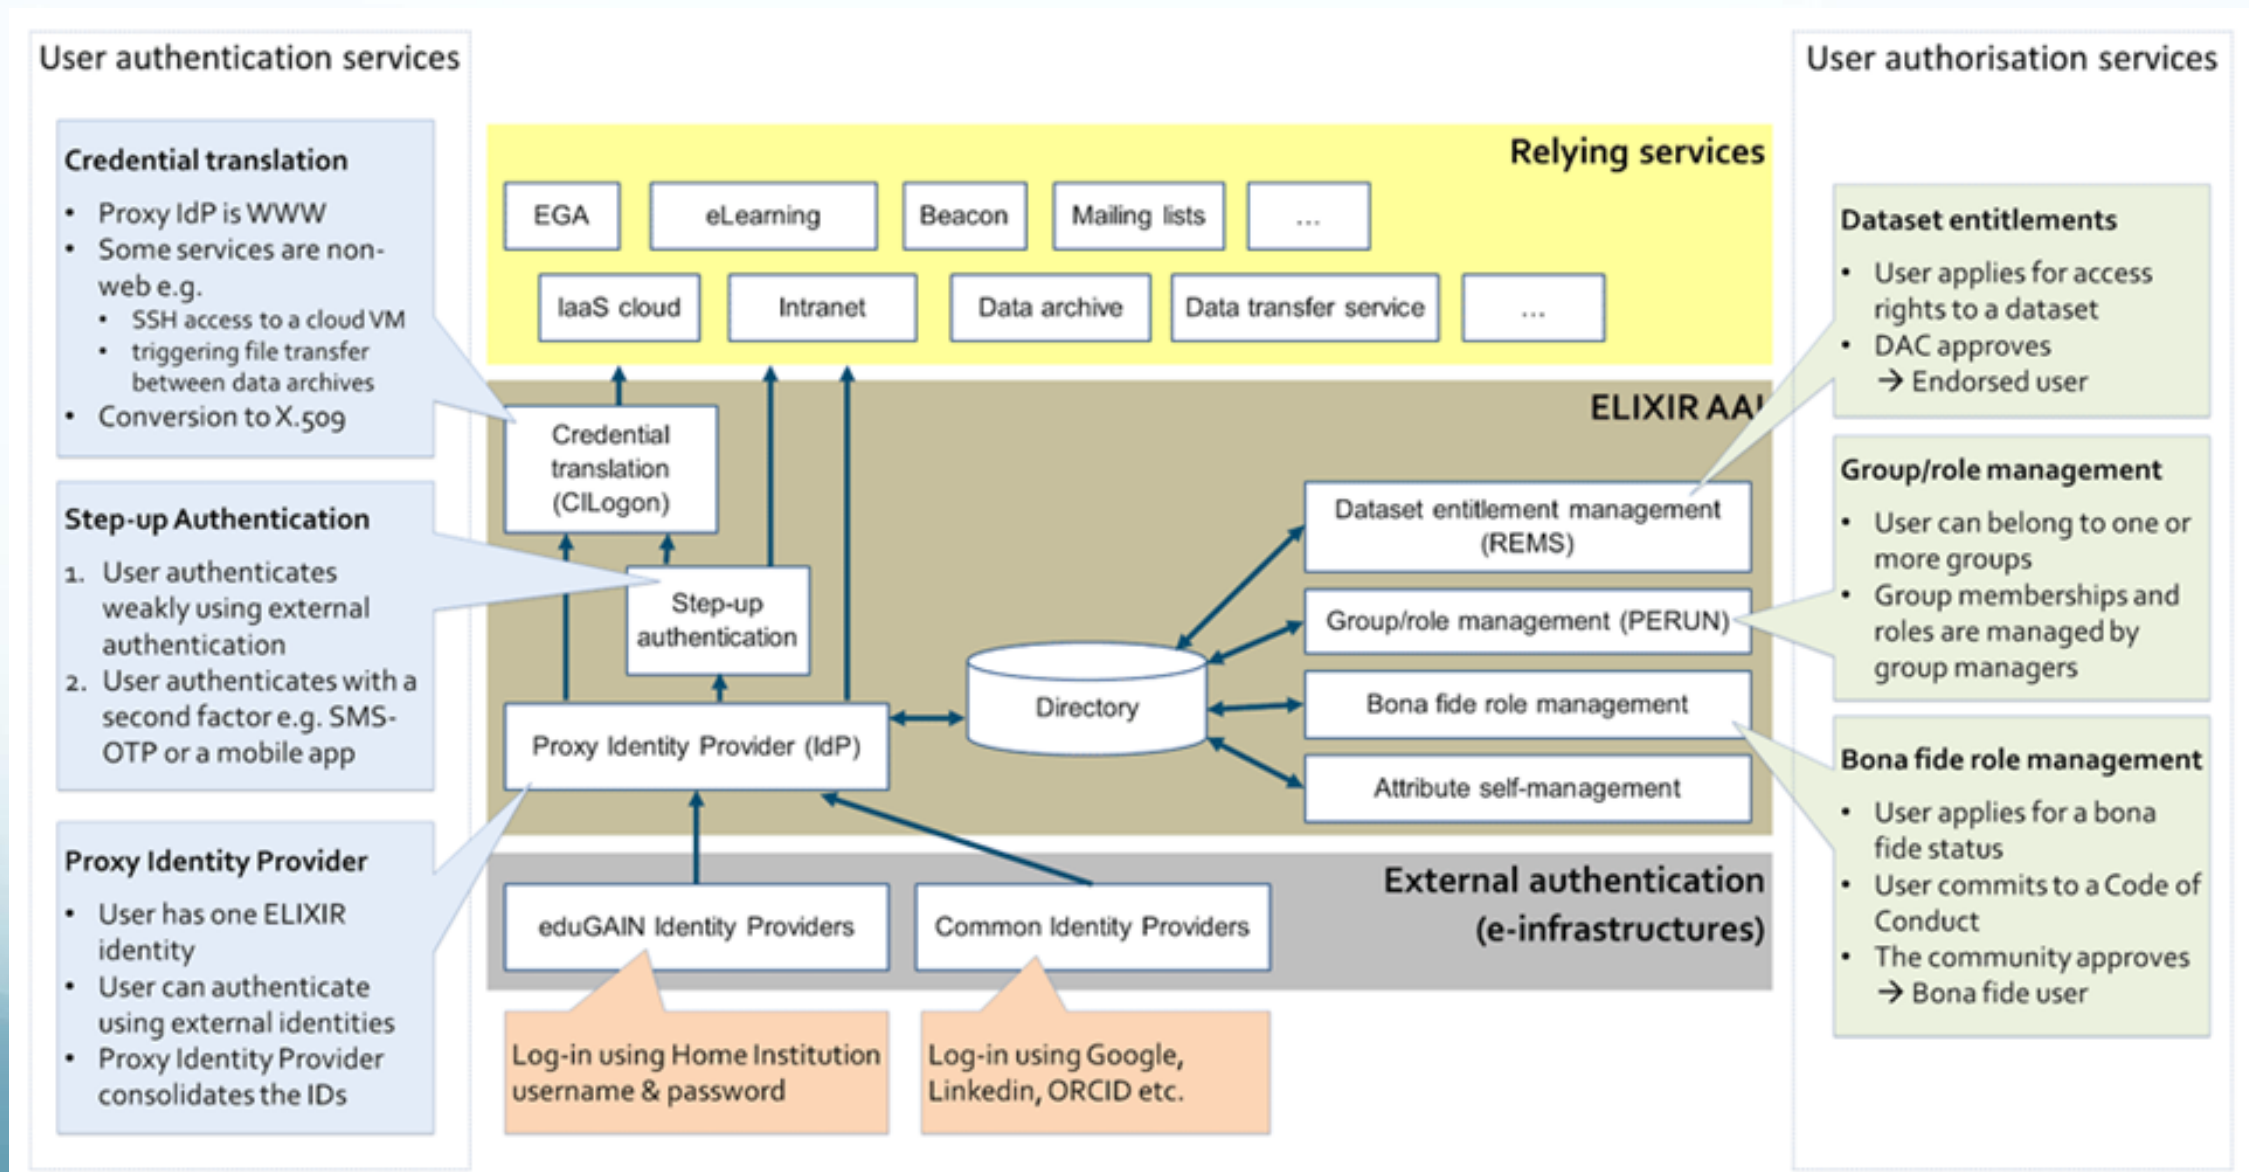 User authentication services
Credential translation
• Proxy IdP is WWW
• Some services are non-
web e.g.
• SSH access to a cloud VM
• triggering file transfer
between data archives
• Conversion to X.509
Step-up Authentication
1. User authenticates
weakly using external
authentication
2. User authenticates with a
second factor e.g. SMS-
OTP or a mobile app
Proxy Identity Provider
• User has one ELIXIR
identity
• User can authenticate
using external identities
• Proxy Identity Provider
consolidates the IDs
Relying services
EGA
eLearning
Beacon
Mailing lists
...
IaaS cloud
Intranet
Data archive
Data transfer service
...
ELIXIR AAI
Credential
translation
(CILogon)
Step-up
authentication
Proxy Identity Provider (IdP)
Directory
Dataset entitlement management
(REMS)
Group/role management (PERUN)
Bona fide role management
Attribute self-management
External authentication
(e-infrastructures)
eduGAIN Identity Providers
Common Identity Providers
Log-in using Home Institution
username & password
Log-in using Google,
Linkedin, ORCID etc.
User authorisation services
Dataset entitlements
• User applies for access
rights to a dataset
• DAC approves
→ Endorsed user
Group/role management
• User can belong to one or
more groups
• Group memberships and
roles are managed by
group managers
Bona fide role management
• User applies for a bona
fide status
• User commits to a Code of
Conduct
• The community approves
→ Bona fide user